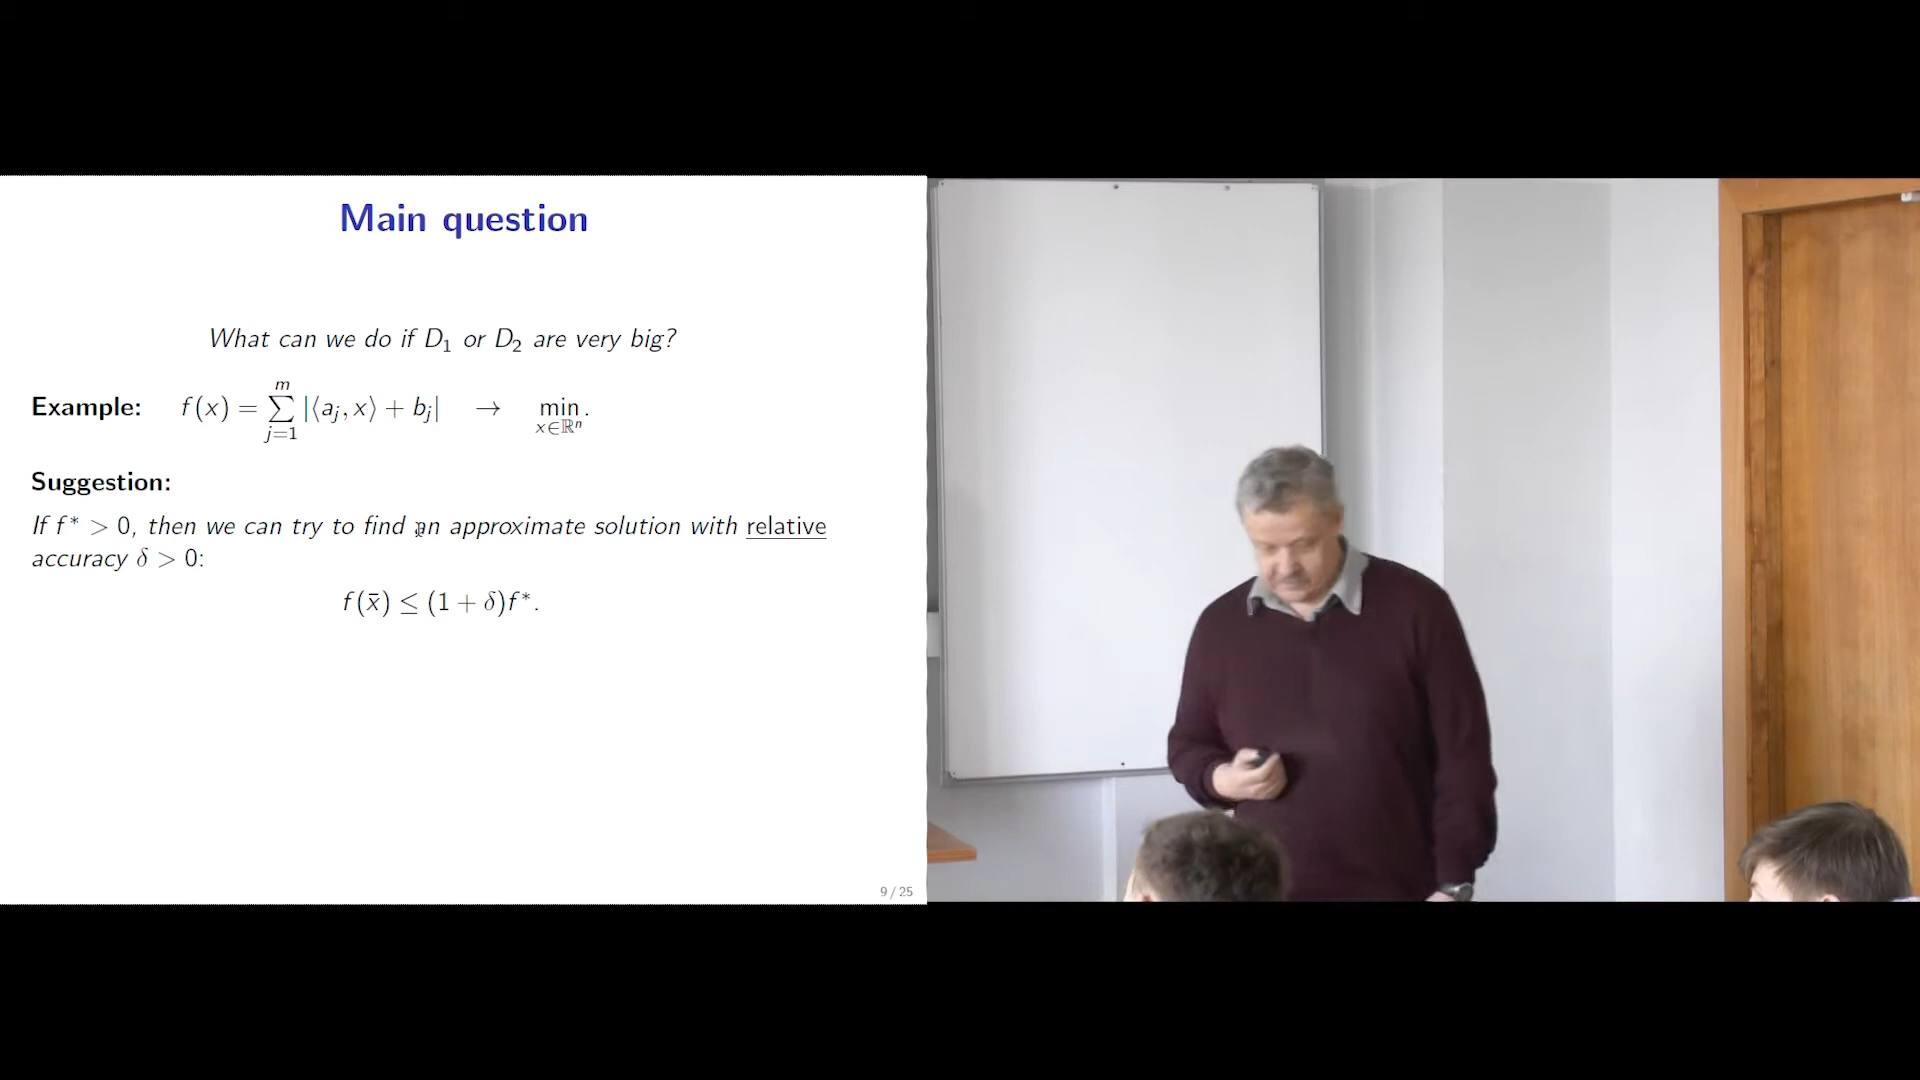 Main question
What can we do if D₁ or D₂ are very big?
Example: f(x) = ∑_{j=1}^{m} |⟨a_j, x⟩ + b_j| → min_{x∈ℝⁿ}.
Suggestion:
If f* > 0, then we can try to find an approximate solution with relative
accuracy δ > 0:
f(x̄) ≤ (1 + δ)f*.
9 / 25